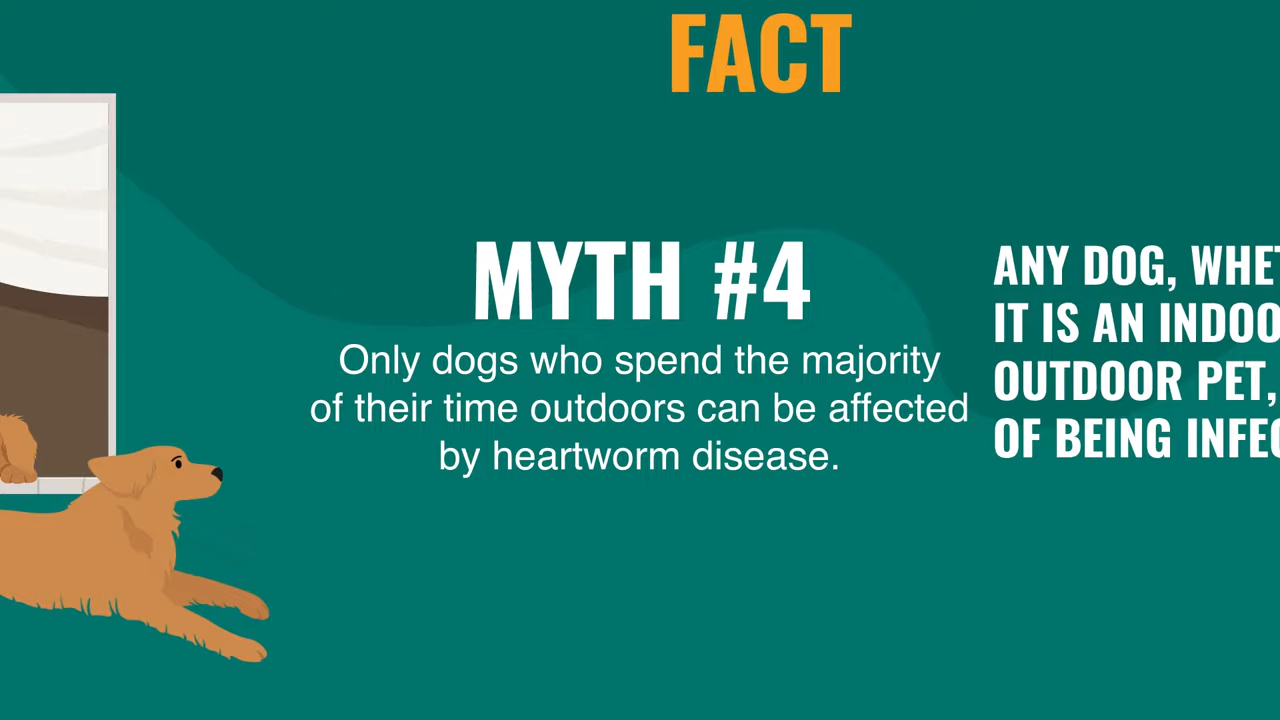 FACT
MYTH #4
Only dogs who spend the majority
of their time outdoors can be affected
by heartworm disease.
ANY DOG,
IT IS AN
OUTDOOR PET,
OF BEING